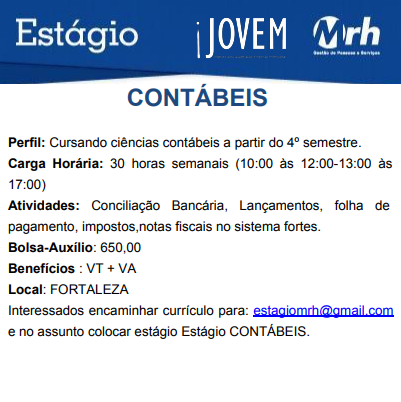 Estágio
iJOVEM
Mrh
Gestão de Pessoas e Serviços
CONTÁBEIS
Perfil: Cursando ciências contábeis a partir do 4º semestre.
Carga Horária: 30 horas semanais (10:00 às 12:00-13:00 às
17:00)
Atividades: Conciliação Bancária, Lançamentos, folha de
pagamento, impostos,notas fiscais no sistema fortes.
Bolsa-Auxílio: 650,00
Benefícios : VT + VA
Local: FORTALEZA
Interessados encaminhar currículo para: estagiomrh@gmail.com
e no assunto colocar estágio Estágio CONTÁBEIS.